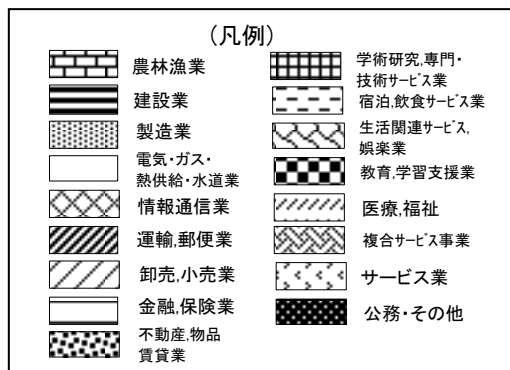 (凡例)
農林漁業
建設業
製造業
電気・ガス・
熱供給・水道業
情報通信業
運輸,郵便業
卸売,小売業
金融,保険業
不動産,物品
賃貸業
学術研究,専門・
技術サービス業
宿泊,飲食サービス業
生活関連サービス,
娯楽業
教育,学習支援業
医療,福祉
複合サービス事業
サービス業
公務・その他